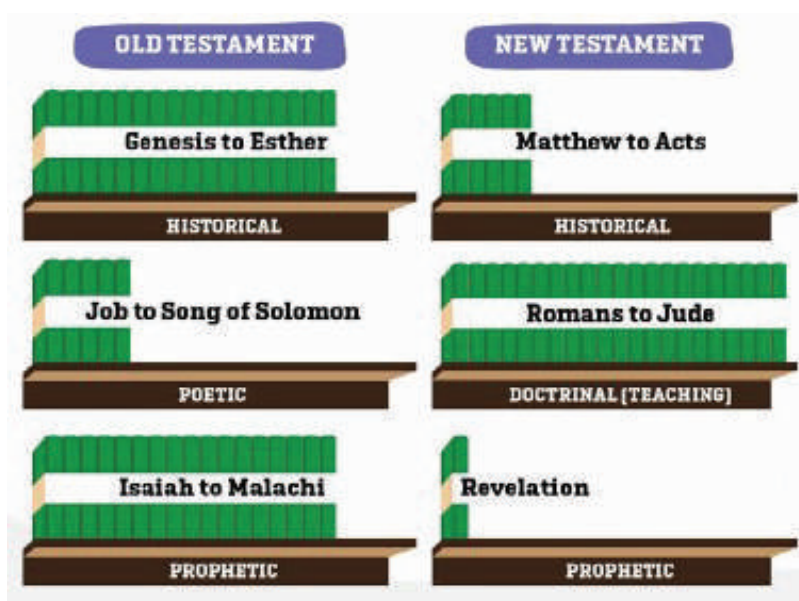 OLD TESTAMENT
Genesis to Esther
HISTORICAL
Job to Song of Solomon
POETIC
Isaiah to Malachi
PROPHETIC
NEW TESTAMENT
Matthew to Acts
HISTORICAL
Romans to Jude
DOCTRINAL (TEACHING)
Revelation
PROPHETIC